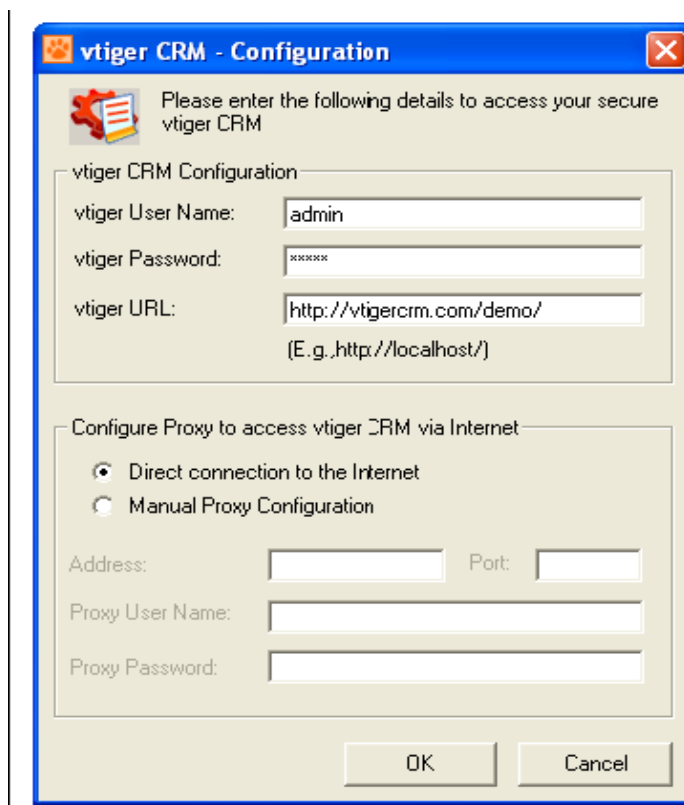 vtiger CRM - Configuration
Please enter the following details to access your secure
vtiger CRM
vtiger CRM Configuration
vtiger User Name: admin
vtiger Password: *****
vtiger URL: http://vtigercrm.com/demo/
(E.g.,http://localhost/)
Configure Proxy to access vtiger CRM via Internet
Direct connection to the Internet
Manual Proxy Configuration
Address: Port:
Proxy User Name:
Proxy Password:
OK Cancel